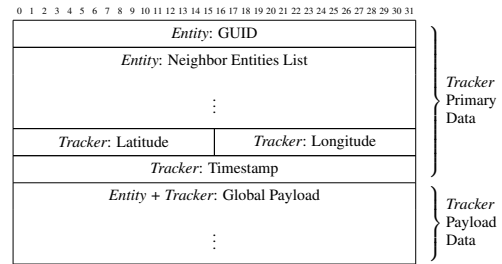 0 1 2 3 4 5 6 7 8 9 10 11 12 13 14 15 16 17 18 19 20 21 22 23 24 25 26 27 28 29 30 31
Entity: GUID
Entity: Neighbor Entities List
⋮
Tracker: Latitude Tracker: Longitude
Tracker: Timestamp
Tracker
Primary
Data
Entity + Tracker: Global Payload
⋮
Tracker
Payload
Data